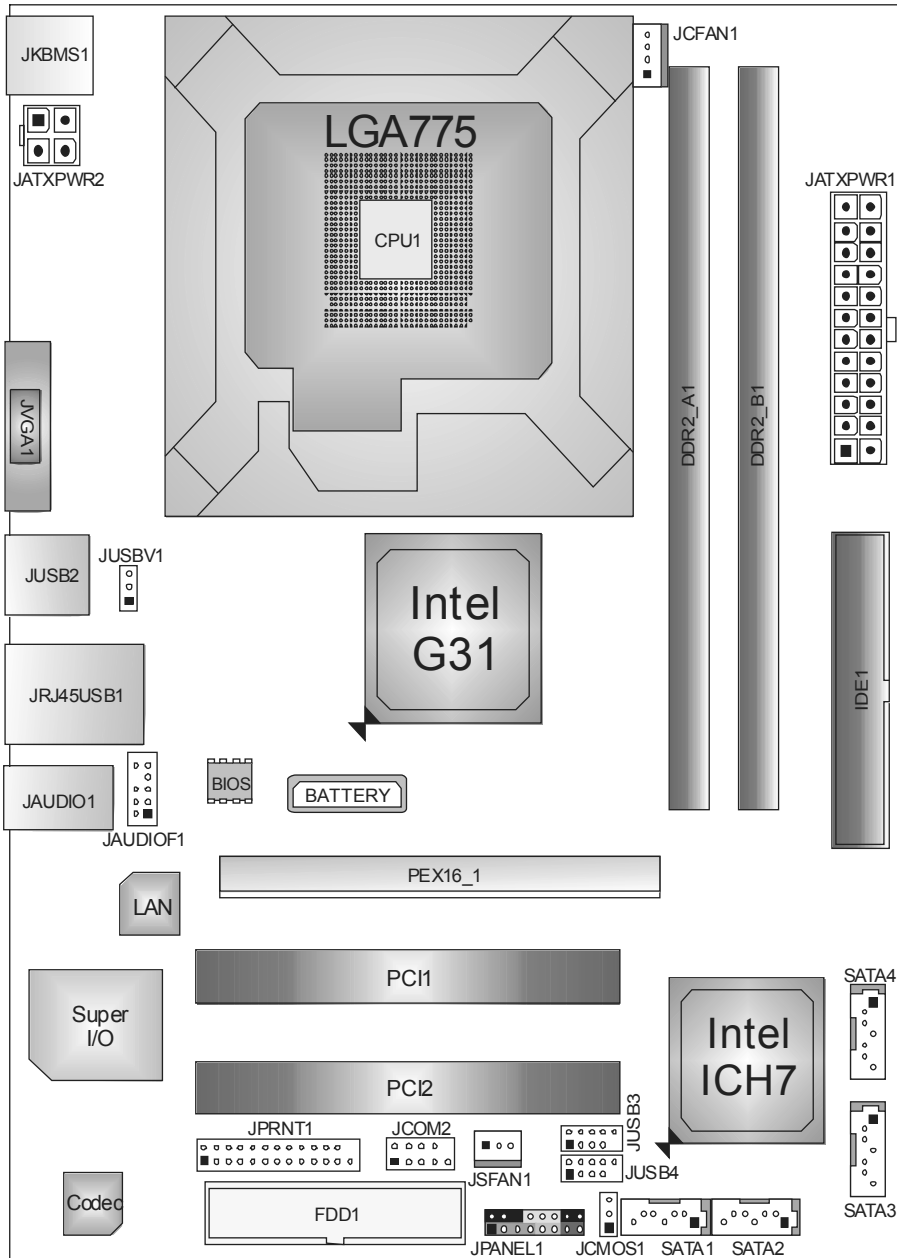 JKBMS1
JCFAN1
LGA775
CPU1
JATXPWR2
JATXPWR1
JVGA1
DDR2_A1
DDR2_B1
JUSBV1
JUSB2
Intel
G31
JRJ45USB1
IDE1
BIOS
BATTERY
JAUDIO1
JAUDIOF1
PEX16_1
LAN
PCI1
SATA4
Super
I/O
Intel
ICH7
PCI2
JPRNT1
JCOM2
JUSB3
JSFAN1
JUSB4
Codec
FDD1
SATA3
JPANEL1
JCMOS1
SATA1
SATA2